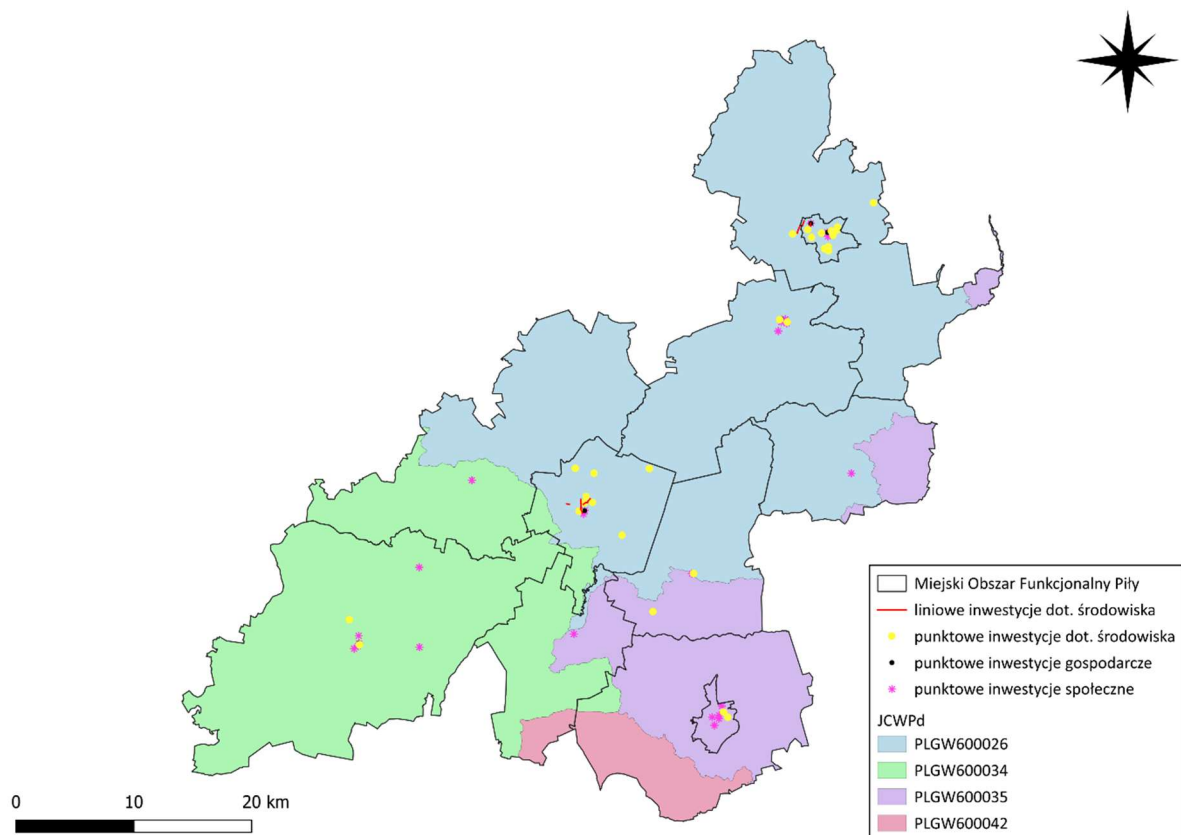 Miejski Obszar Funkcjonalny Piły
liniowe inwestycje dot. środowiska
punktowe inwestycje dot. środowiska
punktowe inwestycje gospodarcze
punktowe inwestycje społeczne
JCWPd
PLGW600026
PLGW600034
PLGW600035
PLGW600042
0 10 20 km